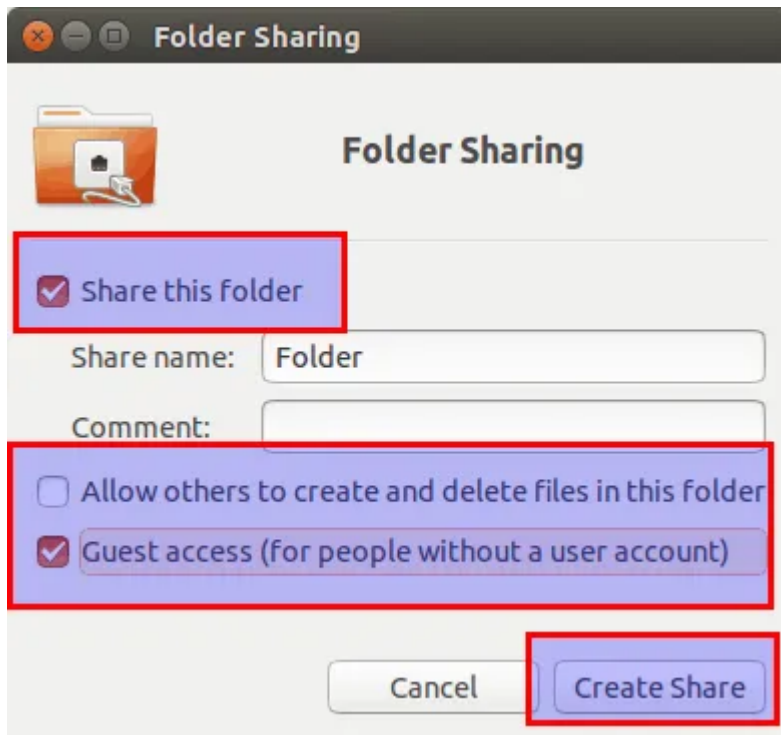 Folder Sharing
Folder Sharing
Share this folder
Share name: Folder
Comment:
Allow others to create and delete files in this folder
Guest access (for people without a user account)
Cancel Create Share